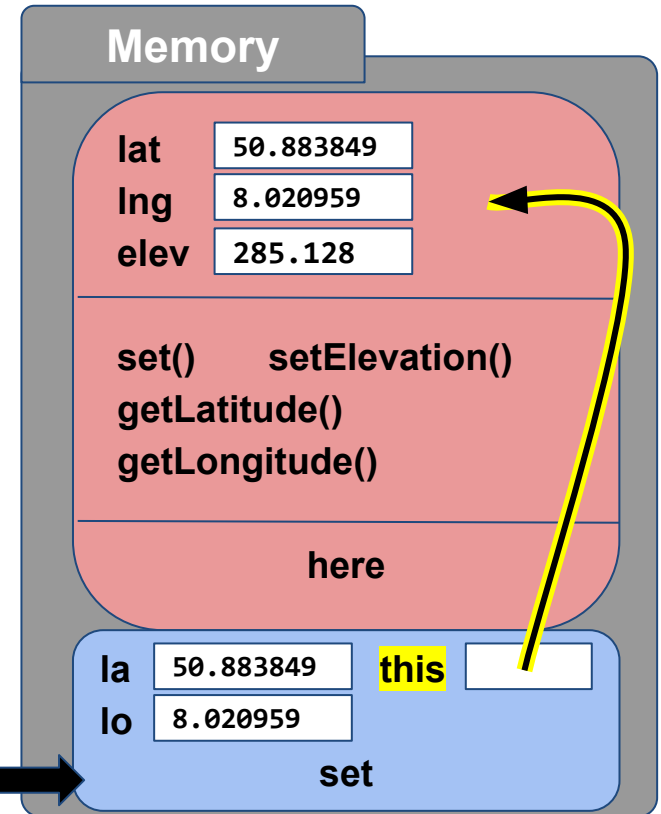 Memory
lat 50.883849
lng 8.020959
elev 285.128
set() setElevation()
getLatitude()
getLongitude()
here
la 50.883849 this
lo 8.020959
set